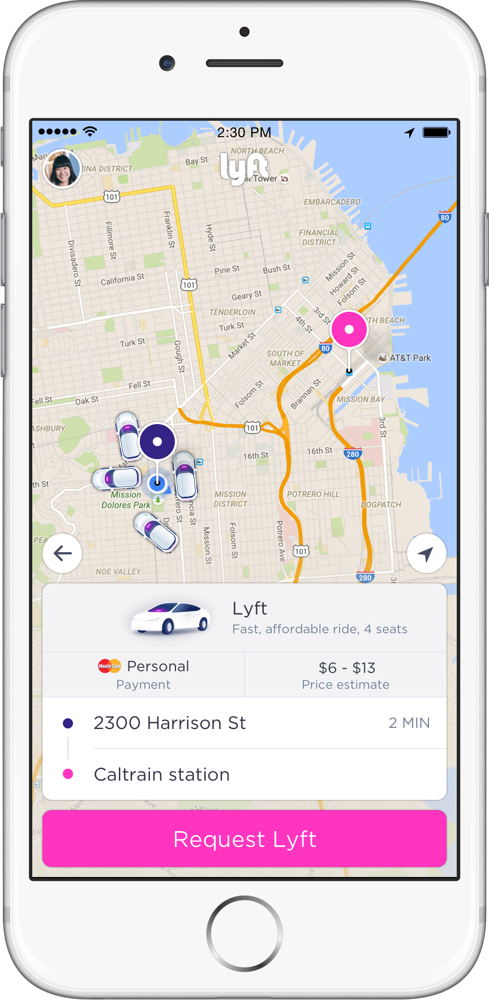 2:30 PM
NORTH BEACH
Bay St
RINA DISTRICT
lyft
Tower
101
EMBARCADERO
80
Franklin St
Fillmore St
Hyde St
FINANCIAL
DISTRICT
Divisadero St
Mission St
Howard St
Folsom St
Pine St
Bush St
California St
101
Geary St
TENDERLOIN
3rd St
4th St
TH BEACH
Turk St
Turk St
Market St
Gough St
80
SOUTH OF
MARKET
AT&T Park
Fell St
Fell St
Oak St
Folsom St
Brannan St
MISSION BAY
3rd St
ASHBURY
101
16th St
16th St
280
th St
Mission
Dolores Park
MISSION
DISTRICT
POTRERO HILL
DOGPATCH
Mission St
Folsom St
Potrero Ave
101
NOE VALLEY
280
Lyft
Fast, affordable ride, 4 seats
MasterCard Personal
Payment
$6 - $13
Price estimate
2300 Harrison St
2 MIN
Caltrain station
Request Lyft